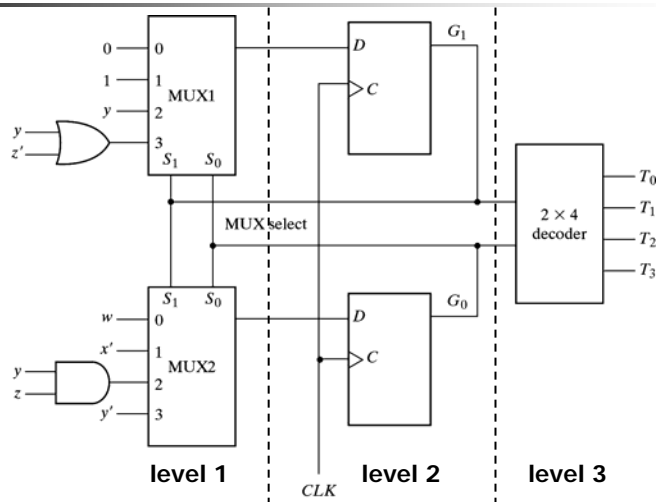 0
0
1
1
MUX1
y
2
y
z′
3
S1 S0
D
G1
C
MUX select
2 × 4
decoder
T0
T1
T2
T3
S1 S0
w
0
x′
1
MUX2
y
z
2
y′
3
D
G0
C
level 1
level 2
level 3
CLK